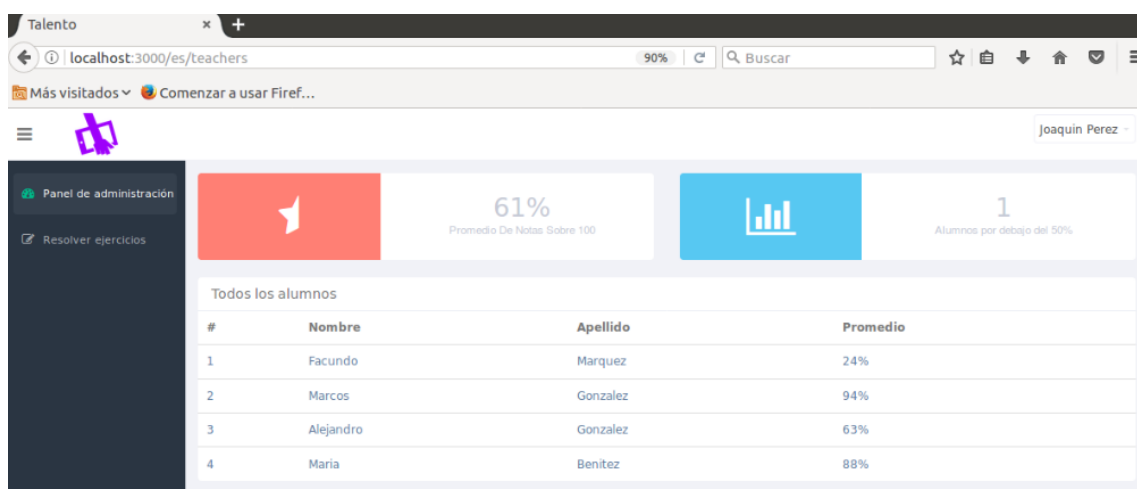 Talento
localhost:3000/es/teachers 90% Buscar
Más visitados Comenzar a usar Firef...
Joaquin Perez
Panel de administración
Resolver ejercicios
61%
Promedio De Notas Sobre 100
1
Alumnos por debajo del 50%
Todos los alumnos
# Nombre Apellido Promedio
1 Facundo Marquez 24%
2 Marcos Gonzalez 94%
3 Alejandro Gonzalez 63%
4 Maria Benitez 88%